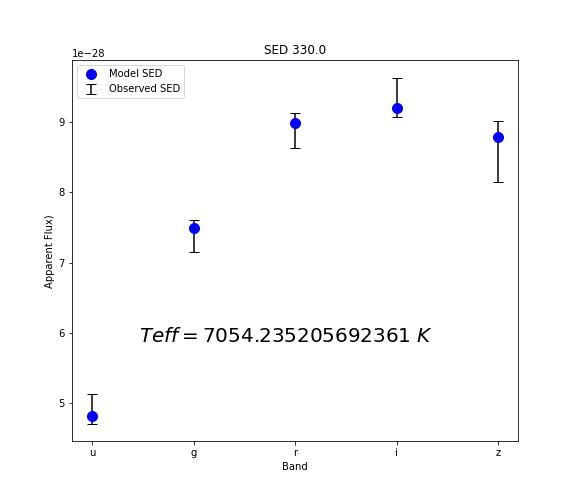 SED 330.0
1e−28
Model SED
Observed SED
9
8
7
6
5
Apparent Flux)
Teff = 7054.235205692361 K
u g r i z
Band